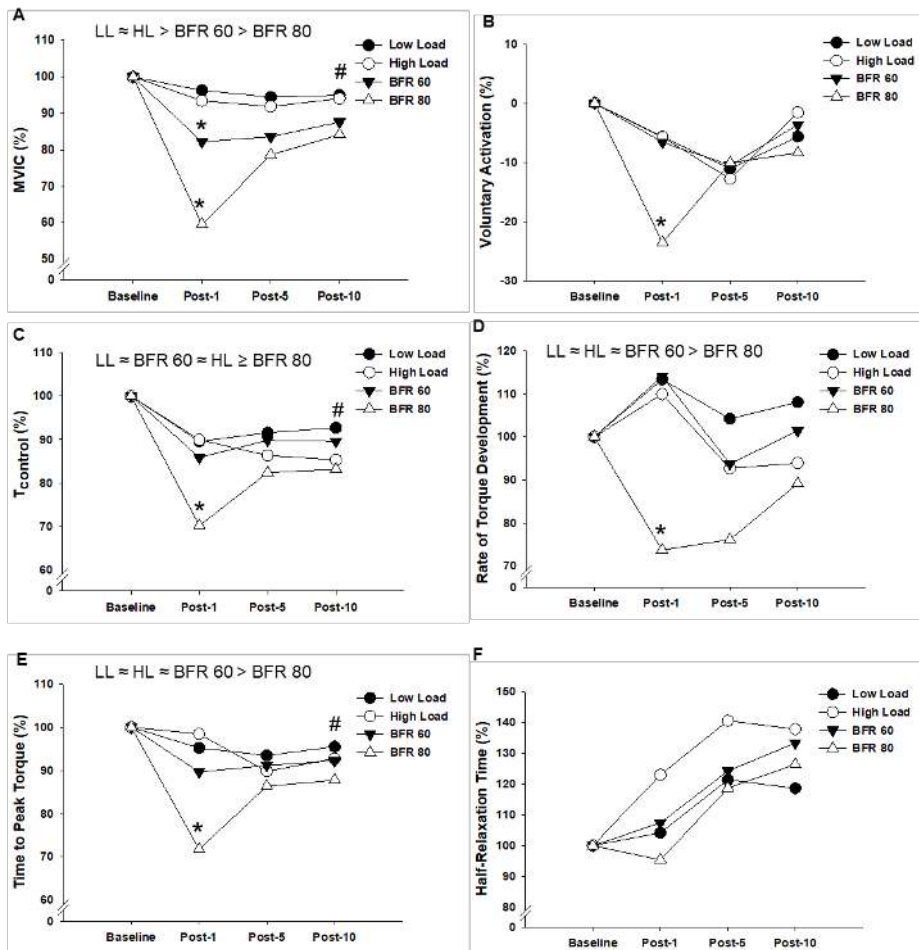 A
LL ≈ HL > BFR 60 > BFR 80
MVIC (%)
110
100
90
80
70
60
50
0
Baseline Post-1 Post-5 Post-10
Low Load
High Load
BFR 60
BFR 80
#
*
*
B
Voluntary Activation (%)
10
0
-10
-20
-30
Baseline Post-1 Post-5 Post-10
Low Load
High Load
BFR 60
BFR 80
*
C
LL ≈ BFR 60 ≈ HL ≥ BFR 80
Tcontrol (%)
110
100
90
80
70
60
0
Baseline Post-1 Post-5 Post-10
Low Load
High Load
BFR 60
BFR 80
#
*
D
LL ≈ HL ≈ BFR 60 > BFR 80
Rate of Torque Development (%)
120
110
100
90
80
70
0
Baseline Post-1 Post-5 Post-10
Low Load
High Load
BFR 60
BFR 80
*
E
LL ≈ HL ≈ BFR 60 > BFR 80
Time to Peak Torque (%)
110
100
90
80
70
60
0
Baseline Post-1 Post-5 Post-10
Low Load
High Load
BFR 60
BFR 80
#
*
F
Half-Relaxation Time (%)
150
140
130
120
110
100
90
80
0
Baseline Post-1 Post-5 Post-10
Low Load
High Load
BFR 60
BFR 80